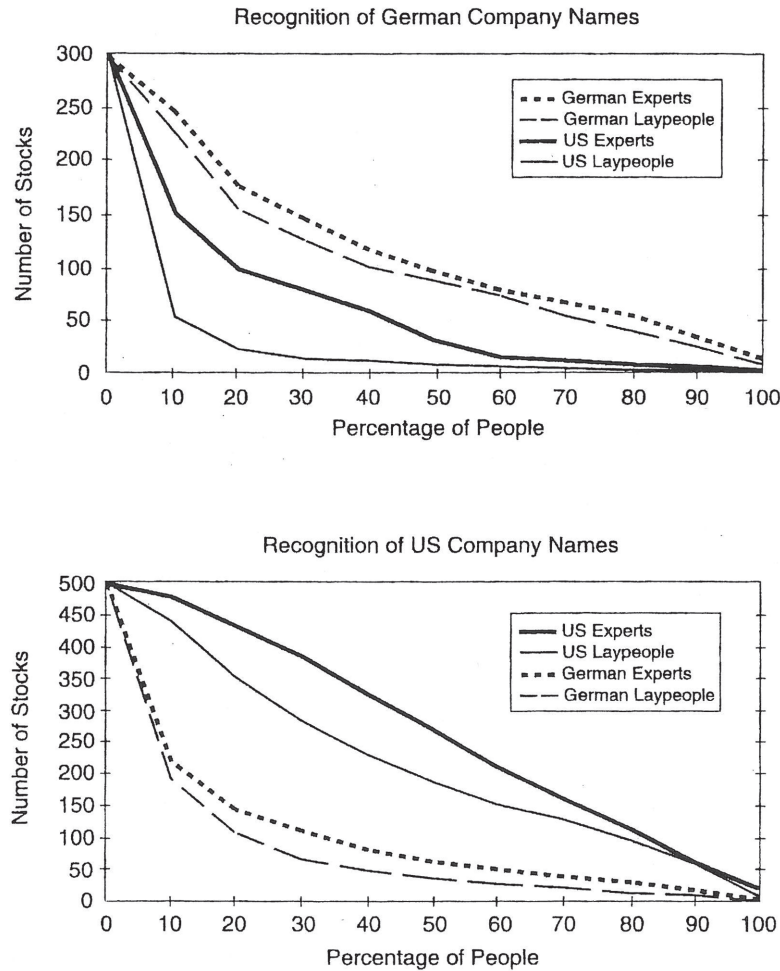 Recognition of German Company Names
300
250
200
150
100
50
0
Number of Stocks
German Experts
German Laypeople
US Experts
US Laypeople
0 10 20 30 40 50 60 70 80 90 100
Percentage of People
Recognition of US Company Names
500
450
400
350
300
250
200
150
100
50
0
Number of Stocks
US Experts
US Laypeople
German Experts
German Laypeople
0 10 20 30 40 50 60 70 80 90 100
Percentage of People